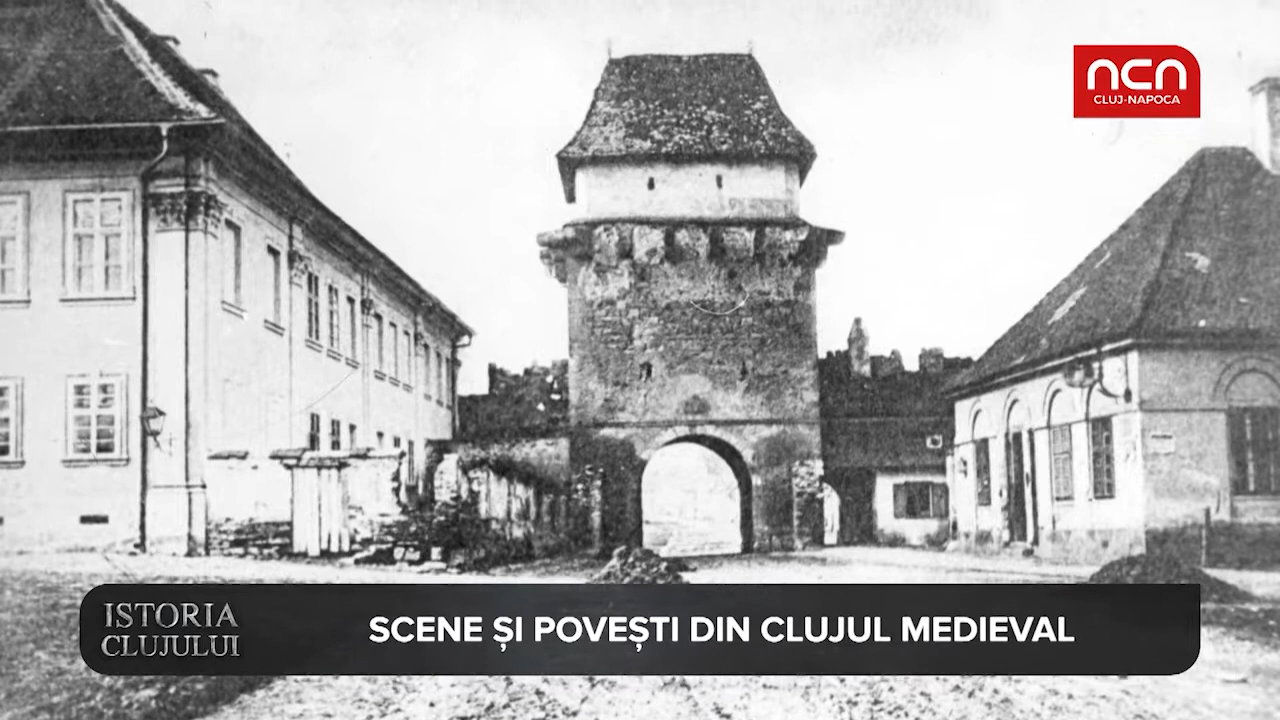 ncn
CLUJ-NAPOCA
ISTORIA
CLUJULUI
SCENE ȘI POVEȘTI DIN CLUJUL MEDIEVAL